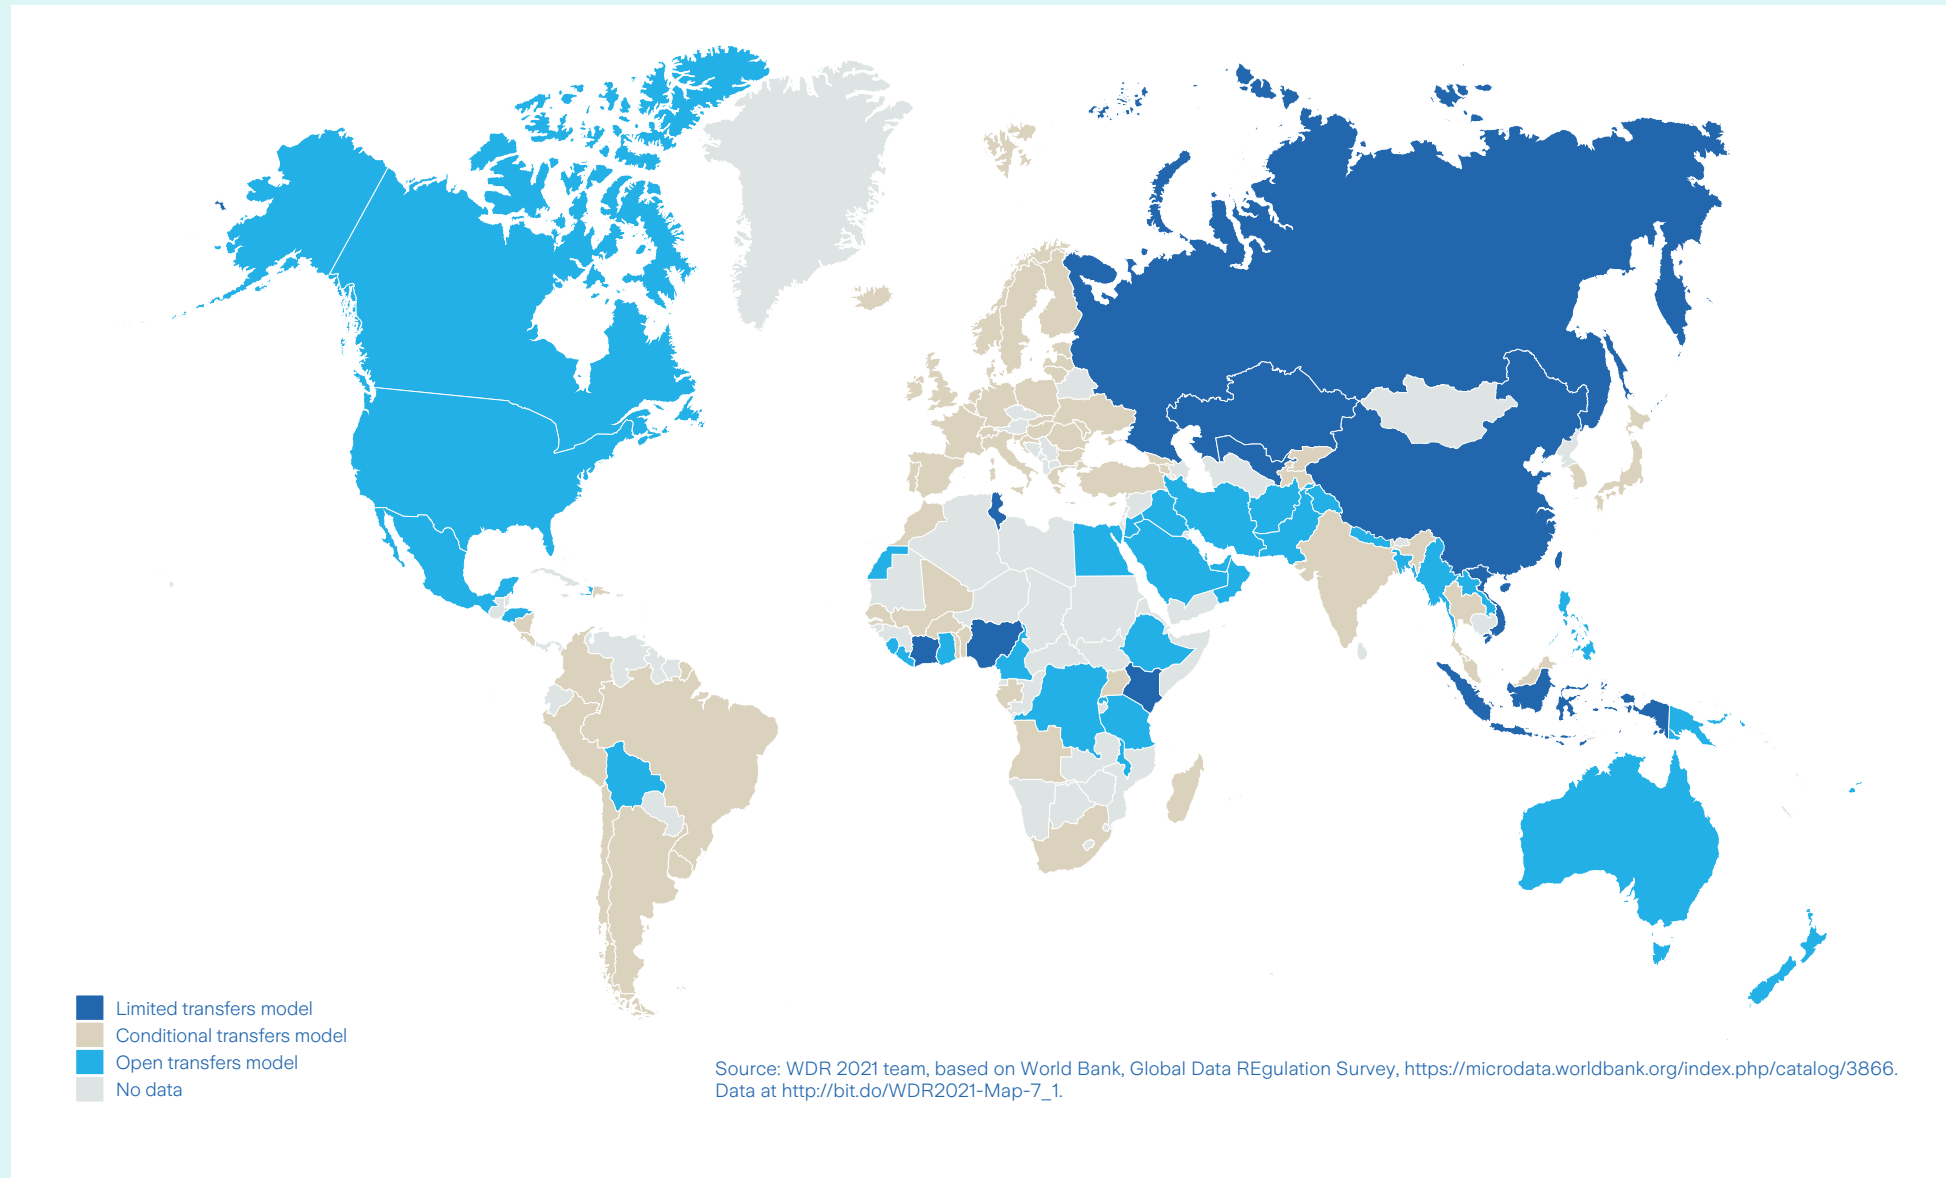 Limited transfers model
Conditional transfers model
Open transfers model
No data
Source: WDR 2021 team, based on World Bank, Global Data REgulation Survey, https://microdata.worldbank.org/index.php/catalog/3866.
Data at http://bit.do/WDR2021-Map-7_1.